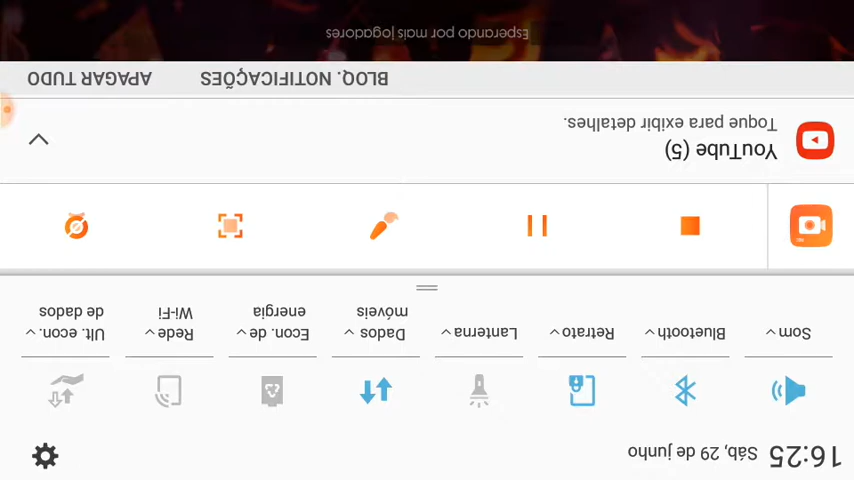 16:25 Sáb, 29 de junho
Som
Bluetooth
Retrato
Lanterna
Dados
móveis
Econ. de
energia
Rede
Wi-Fi
Ult. econ.
de dados
YouTube (5)
Toque para exibir detalhes.
BLOQ. NOTIFICAÇÕES APAGAR TUDO
Esperando por mais jogadores